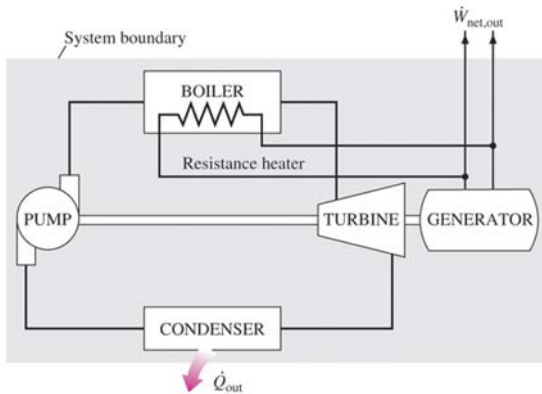 Ẇnet,out
System boundary
BOILER
Resistance heater
PUMP
TURBINE
GENERATOR
CONDENSER
Q̇out